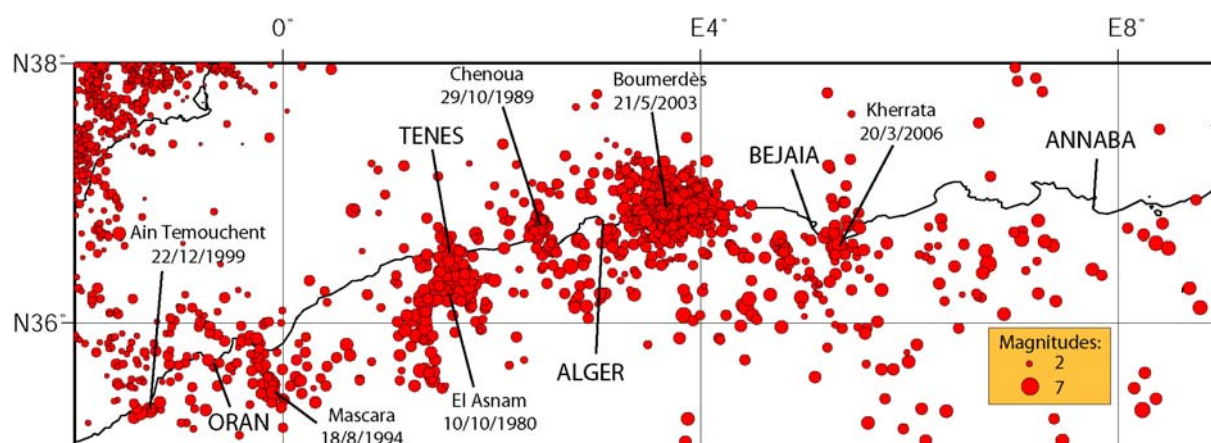 0°
E4°
E8°
N38°
Chenoua
29/10/1989
Boumerdès
21/5/2003
Kherrata
20/3/2006
TENES
BEJAIA
ANNABA
Ain Temouchent
22/12/1999
N36°
Magnitudes:
2
7
ALGER
El Asnam
10/10/1980
ORAN
Mascara
18/8/1994